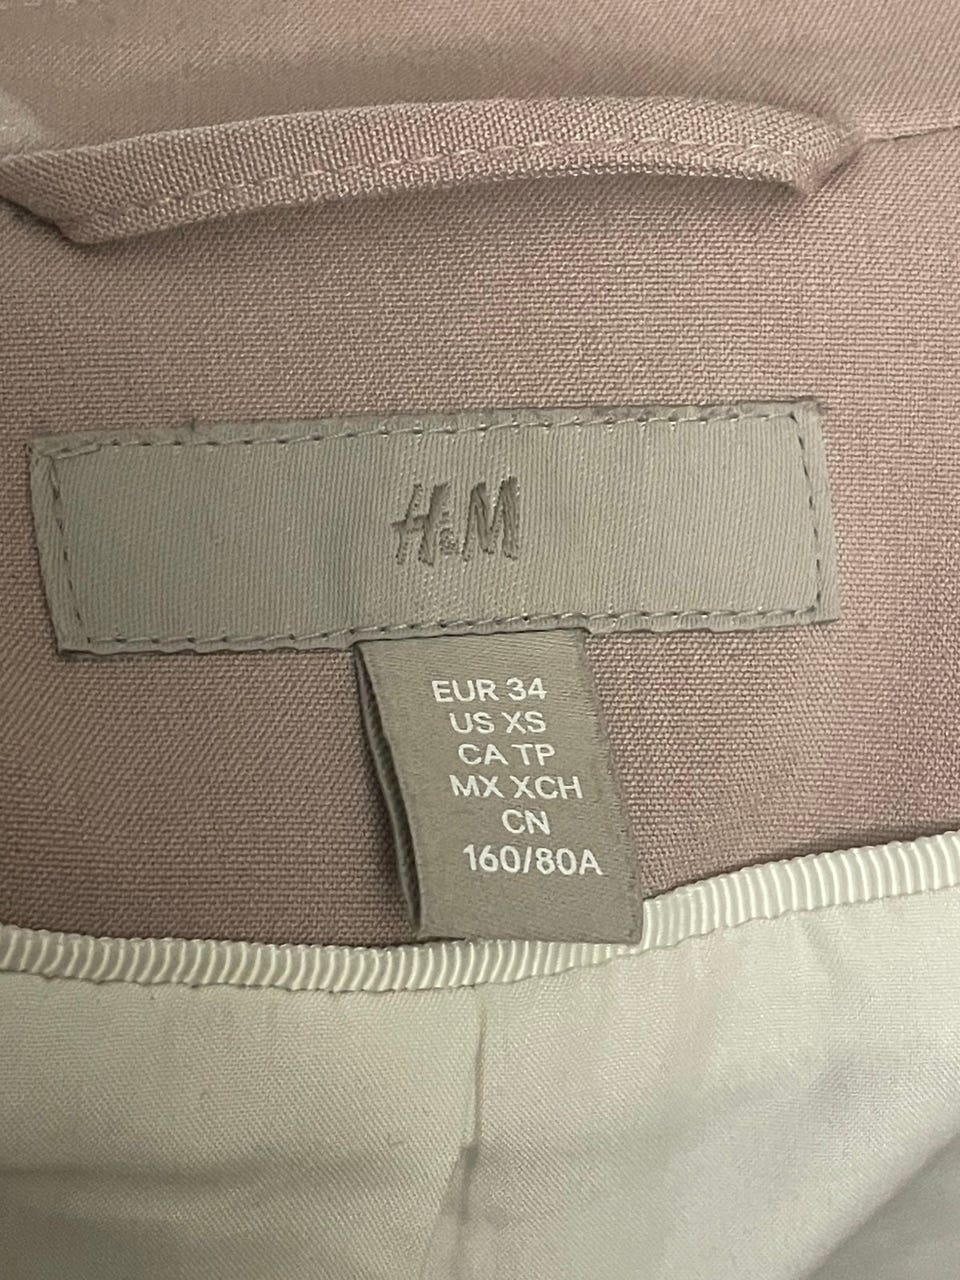 H&M
EUR 34
US XS
CA TP
MX XCH
CN
160/80A